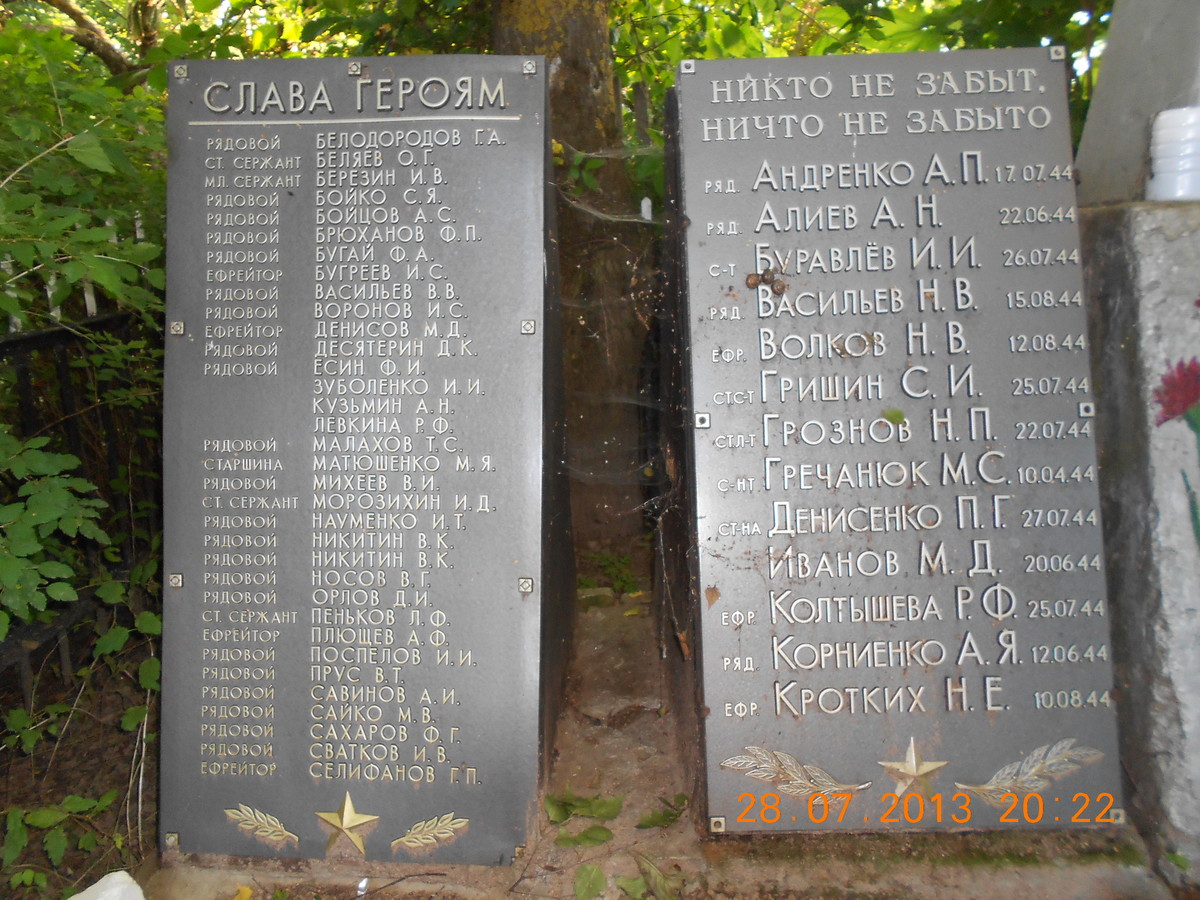 СЛАВА ГЕРОЯМ
РЯДОВОЙ БЕЛОДОРОДОВ Г.А.
СТ. СЕРЖАНТ БЕЛЯЕВ О.Г.
МЛ. СЕРЖАНТ БЕРЕЗИН И.В.
РЯДОВОЙ БОЙКО С.Я.
РЯДОВОЙ БОЙЦОВ А.С.
РЯДОВОЙ БРЮХАНОВ Ф.П.
РЯДОВОЙ БУГАЙ Ф.А.
ЕФРЕЙТОР БУГРЕЕВ И.С.
РЯДОВОЙ ВАСИЛЬЕВ В.В.
РЯДОВОЙ ВОРОНОВ И.С.
ЕФРЕЙТОР ДЕНИСОВ М.Д.
РЯДОВОЙ ДЕСЯТЕРИН Д.К.
РЯДОВОЙ ЕСИН Ф.И.
ЗУБОЛЕНКО И.И.
КУЗЬМИН А.Н.
ЛЕВКИНА Р.Ф.
РЯДОВОЙ МАЛАХОВ Т.С.
СТАРШИНА МАТЮШЕНКО М.Я.
РЯДОВОЙ МИХЕЕВ В.И.
СТ. СЕРЖАНТ МОРОЗИХИН И.Д.
РЯДОВОЙ НАУМЕНКО И.Т.
РЯДОВОЙ НИКИТИН В.К.
РЯДОВОЙ НИКИТИН В.К.
РЯДОВОЙ НОСОВ В.Г.
РЯДОВОЙ ОРЛОВ Д.И.
СТ. СЕРЖАНТ ПЕНЬКОВ Л.Ф.
ЕФРЕЙТОР ПЛЮЩЕВ А.Ф.
РЯДОВОЙ ПОСПЕЛОВ И.И.
РЯДОВОЙ ПРУС В.Т.
РЯДОВОЙ САВИНОВ А.И.
РЯДОВОЙ САЙКО М.В.
РЯДОВОЙ САХАРОВ Ф.Г.
РЯДОВОЙ СВАТКОВ И.В.
ЕФРЕЙТОР СЕЛИФАНОВ Г.П.
НИКТО НЕ ЗАБЫТ,
НИЧТО НЕ ЗАБЫТО
РЯД. АНДРЕНКО А.П. 17.07.44
РЯД. АЛИЕВ А.Н. 22.06.44
С-Т БУРАВЛЁВ И.И. 26.07.44
РЯД. ВАСИЛЬЕВ Н.В. 15.08.44
ЕФР. ВОЛКОВ Н.В. 12.08.44
СТС-Т ГРИШИН С.И. 25.07.44
СТЛ-Т ГРОЗНОВ Н.П. 22.07.44
С-НТ. ГРЕЧАНЮК М.С. 10.04.44
СТ-НА ДЕНИСЕНКО П.Г. 27.07.44
ИВАНОВ М.Д. 20.06.44
ЕФР. КОЛТЫШЕВА Р.Ф. 25.07.44
РЯД. КОРНИЕНКО А.Я. 12.06.44
ЕФР. КРОТКИХ Н.Е. 10.08.44
28.07.2013 20:22